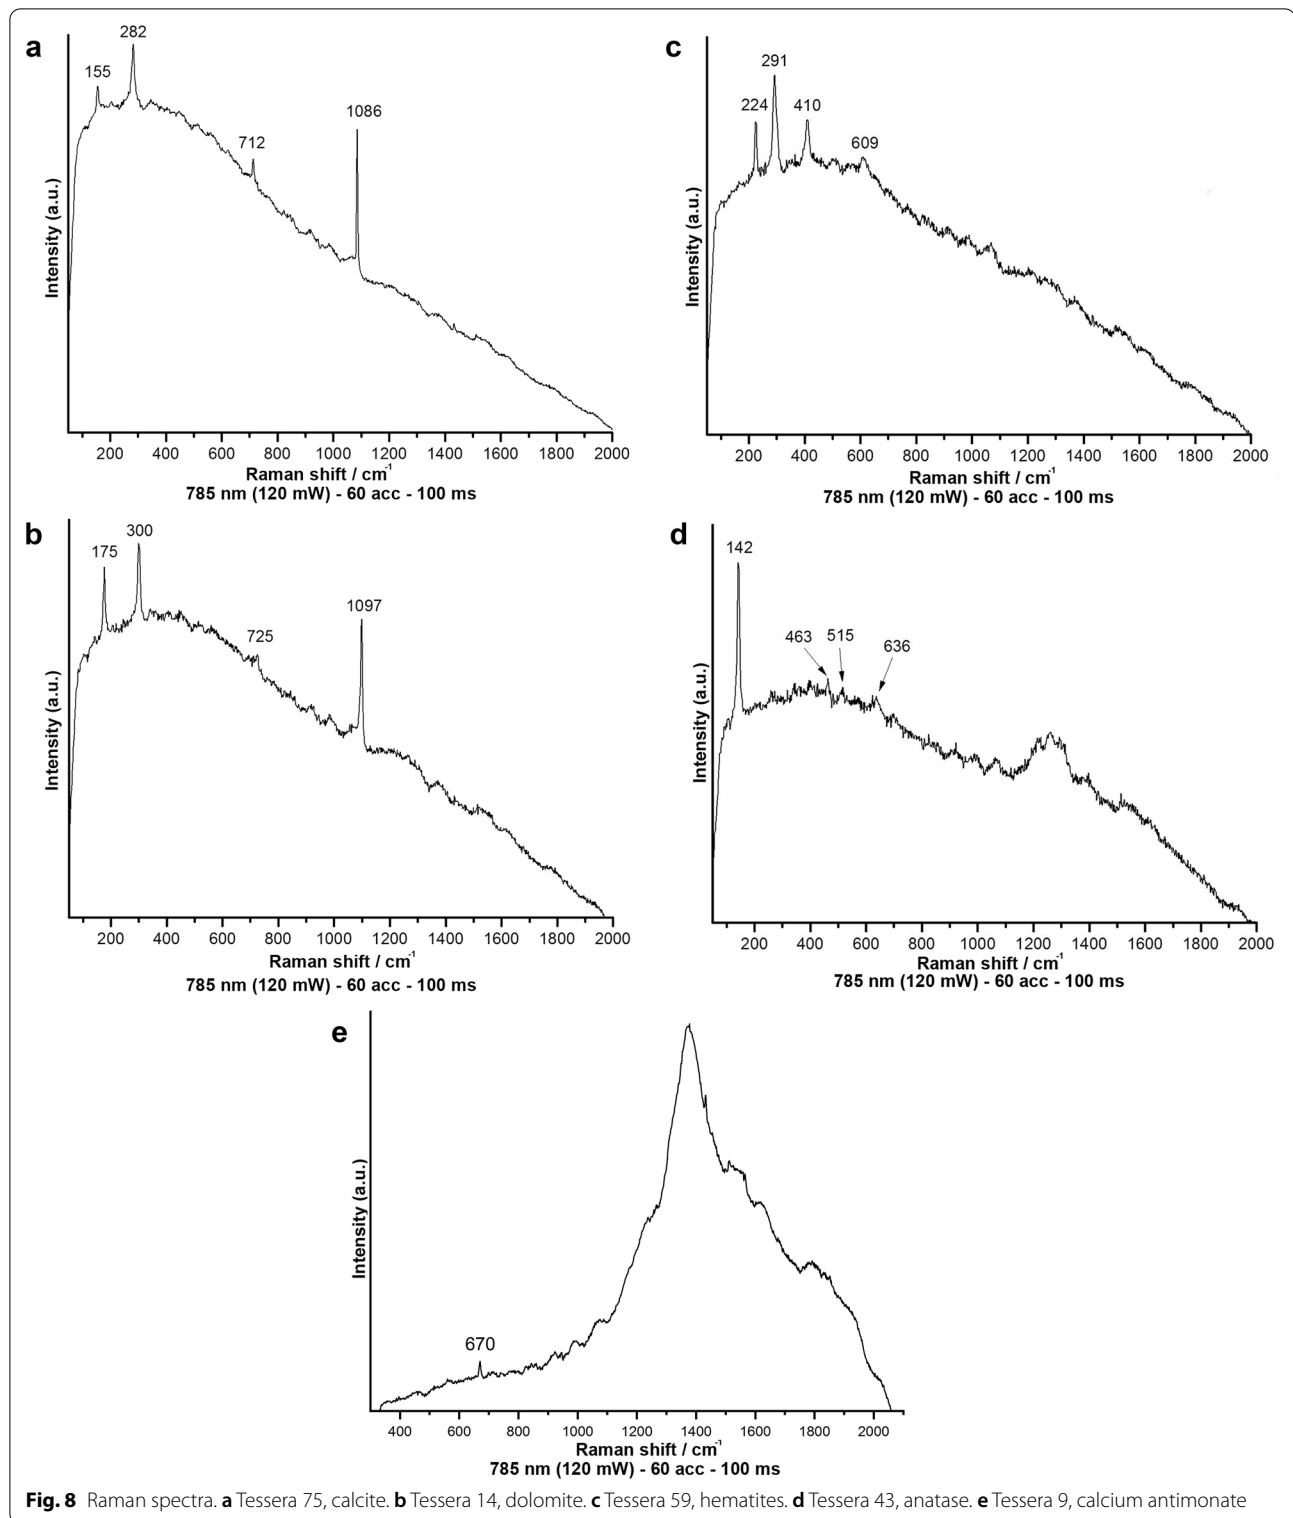 a
282
155
1086
712
Intensity (a.u.)
200 400 600 800 1000 1200 1400 1600 1800 2000
Raman shift / cm⁻¹
785 nm (120 mW) - 60 acc - 100 ms
c
291
224 410
609
Intensity (a.u.)
200 400 600 800 1000 1200 1400 1600 1800 2000
Raman shift / cm⁻¹
785 nm (120 mW) - 60 acc - 100 ms
b
300
175
1097
725
Intensity (a.u.)
200 400 600 800 1000 1200 1400 1600 1800 2000
Raman shift / cm⁻¹
785 nm (120 mW) - 60 acc - 100 ms
d
142
463 515
636
Intensity (a.u.)
200 400 600 800 1000 1200 1400 1600 1800 2000
Raman shift / cm⁻¹
785 nm (120 mW) - 60 acc - 100 ms
e
670
Intensity (a.u.)
400 600 800 1000 1200 1400 1600 1800 2000
Raman shift / cm⁻¹
785 nm (120 mW) - 60 acc - 100 ms
Fig. 8 Raman spectra. a Tessera 75, calcite. b Tessera 14, dolomite. c Tessera 59, hematites. d Tessera 43, anatase. e Tessera 9, calcium antimonate